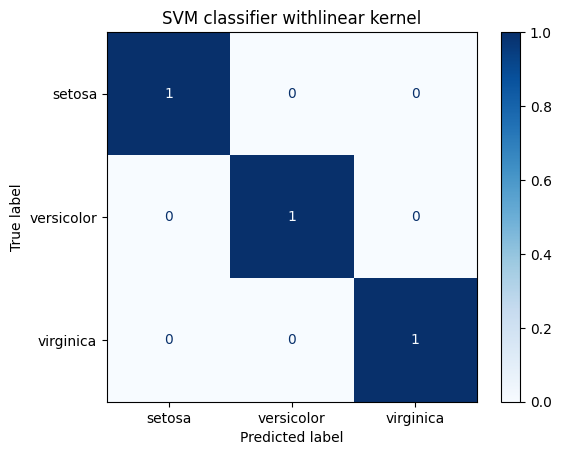 SVM classifier withlinear kernel
1.0
setosa
1
0
0
0.8
True label
versicolor
0
1
0
0.6
0.4
virginica
0
0
1
0.2
0.0
setosa
versicolor
virginica
Predicted label